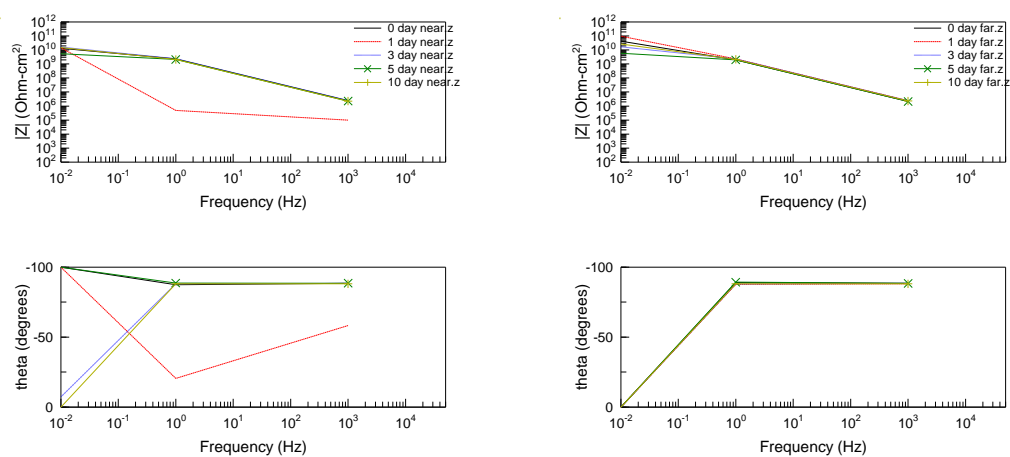 10^12
10^11
10^10
10^9
10^8
10^7
10^6
10^5
10^4
10^3
10^2
|Z| (Ohm-cm^2)
0 day near.z
1 day near.z
3 day near.z
5 day near.z
10 day near.z
10^-2 10^-1 10^0 10^1 10^2 10^3 10^4
Frequency (Hz)
10^12
10^11
10^10
10^9
10^8
10^7
10^6
10^5
10^4
10^3
10^2
|Z| (Ohm-cm^2)
0 day far.z
1 day far.z
3 day far.z
5 day far.z
10 day far.z
10^-2 10^-1 10^0 10^1 10^2 10^3 10^4
Frequency (Hz)
-100
-50
0
theta (degrees)
10^-2 10^-1 10^0 10^1 10^2 10^3 10^4
Frequency (Hz)
-100
-50
0
theta (degrees)
10^-2 10^-1 10^0 10^1 10^2 10^3 10^4
Frequency (Hz)